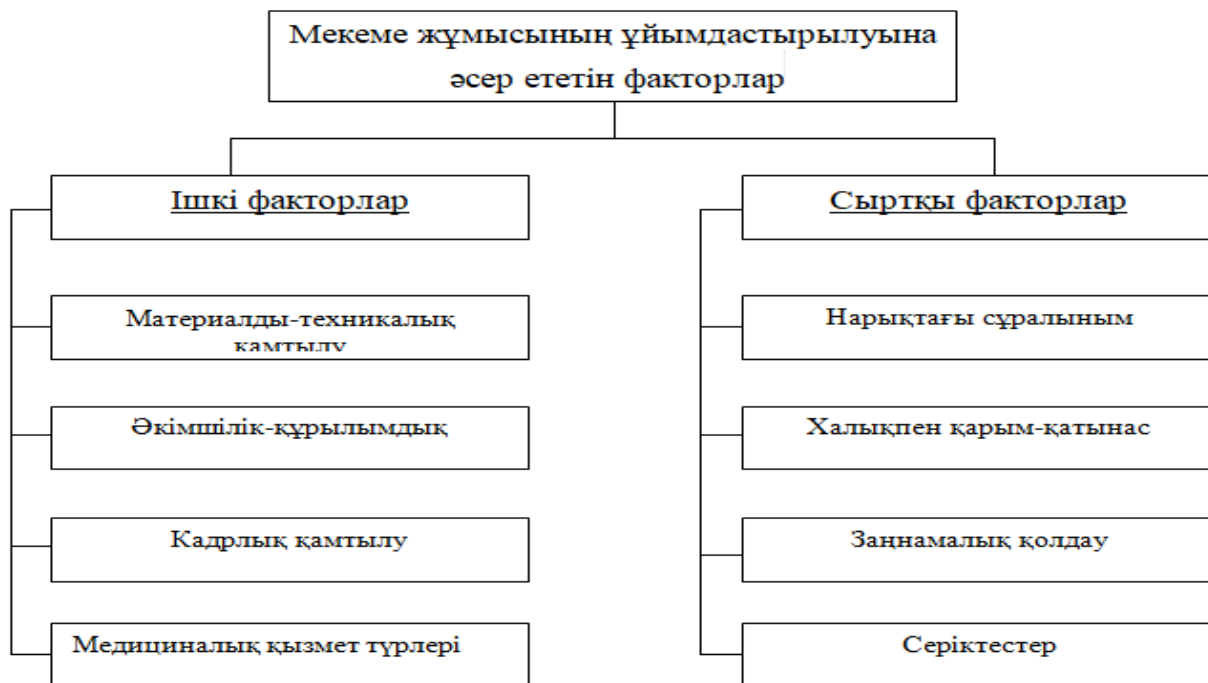 Мекеме жұмысының ұйымдастырылуына
әсер ететін факторлар
Ішкі факторлар
Сыртқы факторлар
Материалды-техникалық
қамтылу
Нарықтағы сұралыным
Әкімшілік-құрылымдық
Халықпен қарым-қатынас
Кадрлық қамтылу
Заңнамалық қолдау
Медициналық қызмет түрлері
Серіктестер